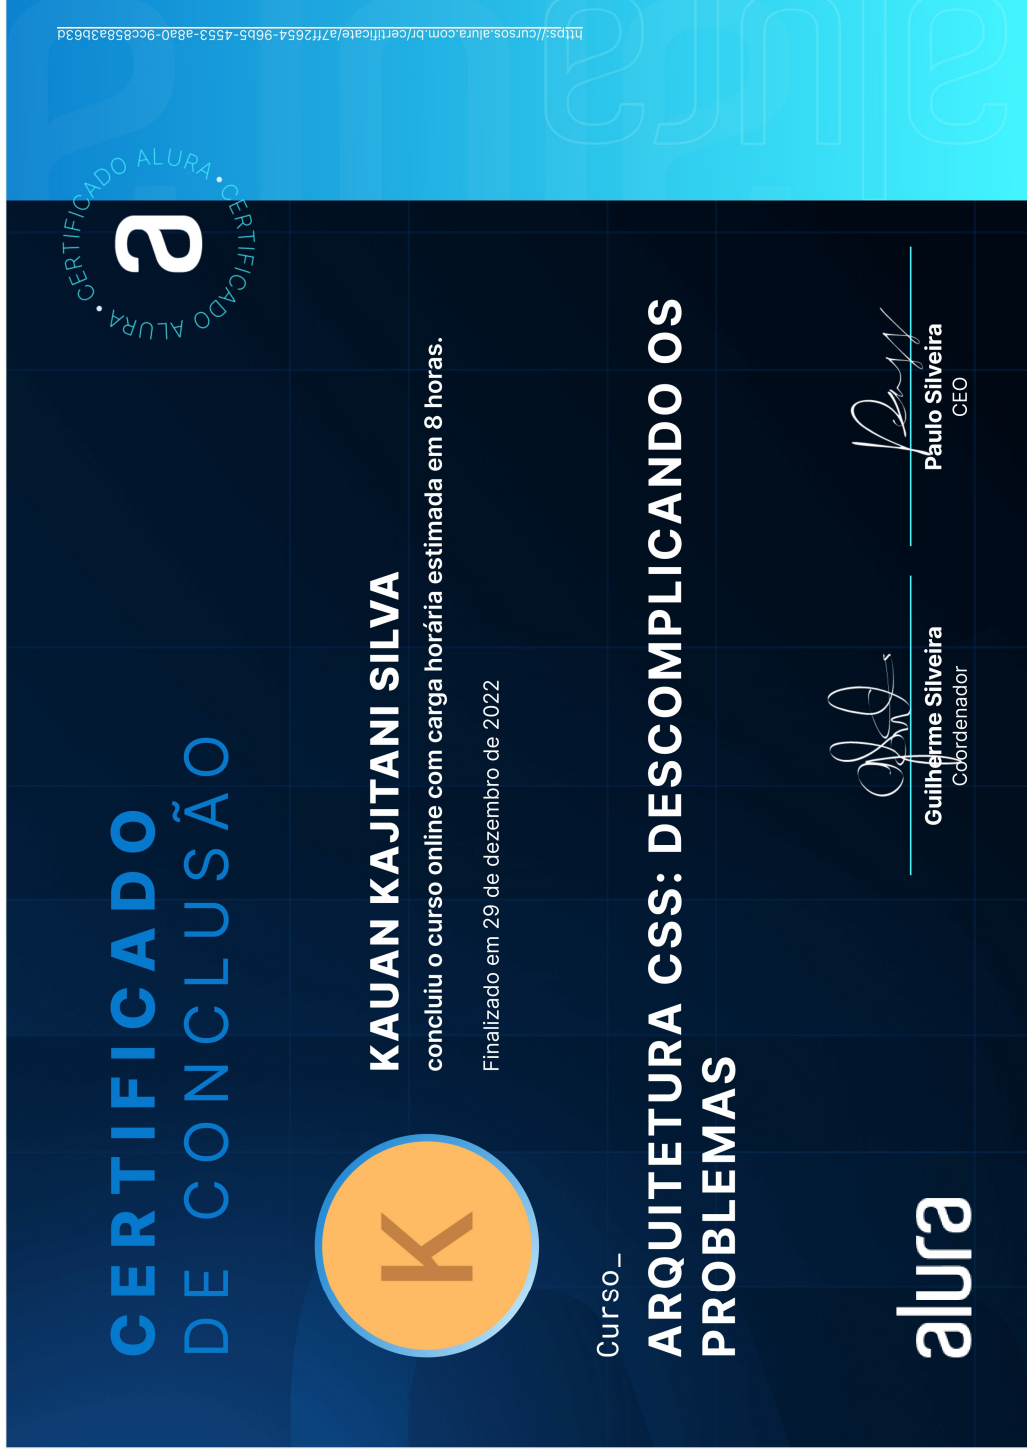 CERTIFICADO
DE CONCLUSÃO
CERTIFICADO ALURA • CERTIFICADO ALURA •
a
https://cursos.alura.com.br/certificate/a7ff2654-96b5-4553-a8a0-9cc858a3b63d
K
KAUAN KAJITANI SILVA
concluiu o curso online com carga horária estimada em 8 horas.
Finalizado em 29 de dezembro de 2022
Curso_
ARQUITETURA CSS: DESCOMPLICANDO OS
PROBLEMAS
alura
Guilherme Silveira
Coordenador
Paulo Silveira
CEO